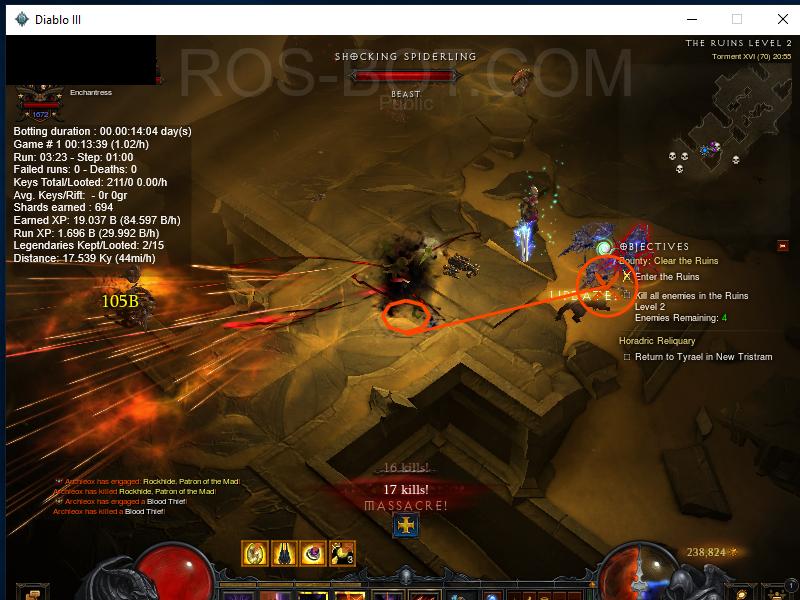 Diablo III
ROS-BOT.COM
Public
THE RUINS LEVEL 2
Torment XVI (70) 20:55
SHOCKING SPIDERLING
BEAST
Enchantress
1672
Botting duration : 00.00:14:04 day(s)
Game # 1 00:13:39 (1.02/h)
Run: 03:23 - Step: 01:00
Failed runs: 0 - Deaths: 0
Keys Total/Looted: 211/0 0.00/h
Avg. Keys/Rift: - 0r 0gr
Shards earned : 694
Earned XP: 19.037 B (84.597 B/h)
Run XP: 1.696 B (29.992 B/h)
Legendaries Kept/Looted: 2/15
Distance: 17.539 Ky (44mi/h)
105B
OBJECTIVES
Bounty: Clear the Ruins
Enter the Ruins
UPDATE
Kill all enemies in the Ruins
Level 2
Enemies Remaining: 4
Horadric Reliquary
Return to Tyrael in New Tristram
16 kills!
17 kills!
MASSACRE!
Archleox has engaged Rockhide, Patron of the Mad!
Archleox has killed Rockhide, Patron of the Mad!
Archleox has engaged a Blood Thief!
Archleox has killed a Blood Thief!
3
238,824
1